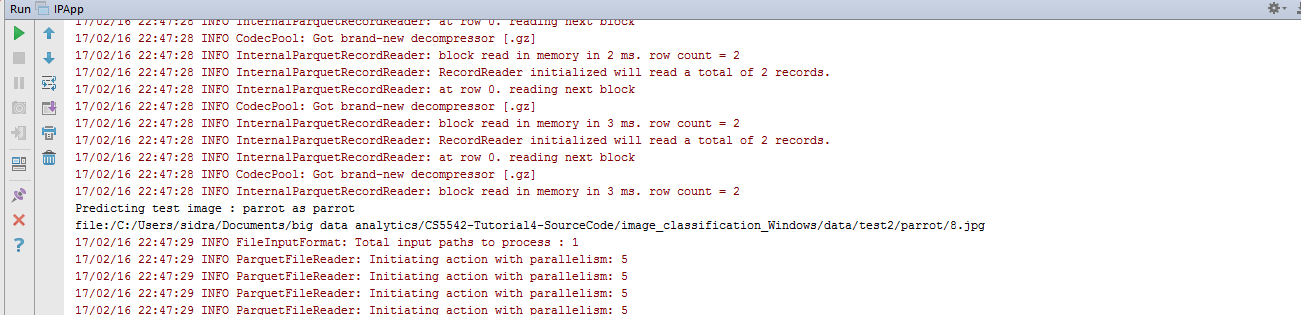 Run IPApp
17/02/16 22:47:28 INFO InternalParquetRecordReader: at row 0. reading next block
17/02/16 22:47:28 INFO CodecPool: Got brand-new decompressor [.gz]
17/02/16 22:47:28 INFO InternalParquetRecordReader: block read in memory in 2 ms. row count = 2
17/02/16 22:47:28 INFO InternalParquetRecordReader: RecordReader initialized will read a total of 2 records.
17/02/16 22:47:28 INFO InternalParquetRecordReader: at row 0. reading next block
17/02/16 22:47:28 INFO CodecPool: Got brand-new decompressor [.gz]
17/02/16 22:47:28 INFO InternalParquetRecordReader: block read in memory in 3 ms. row count = 2
17/02/16 22:47:28 INFO InternalParquetRecordReader: RecordReader initialized will read a total of 2 records.
17/02/16 22:47:28 INFO InternalParquetRecordReader: at row 0. reading next block
17/02/16 22:47:28 INFO CodecPool: Got brand-new decompressor [.gz]
17/02/16 22:47:28 INFO InternalParquetRecordReader: block read in memory in 3 ms. row count = 2
Predicting test image : parrot as parrot
file:/C:/Users/sidra/Documents/big data analytics/CS5542-Tutorial4-SourceCode/image_classification_Windows/data/test2/parrot/8.jpg
17/02/16 22:47:29 INFO FileInputFormat: Total input paths to process : 1
17/02/16 22:47:29 INFO ParquetFileReader: Initiating action with parallelism: 5
17/02/16 22:47:29 INFO ParquetFileReader: Initiating action with parallelism: 5
17/02/16 22:47:29 INFO ParquetFileReader: Initiating action with parallelism: 5
17/02/16 22:47:29 INFO ParquetFileReader: Initiating action with parallelism: 5